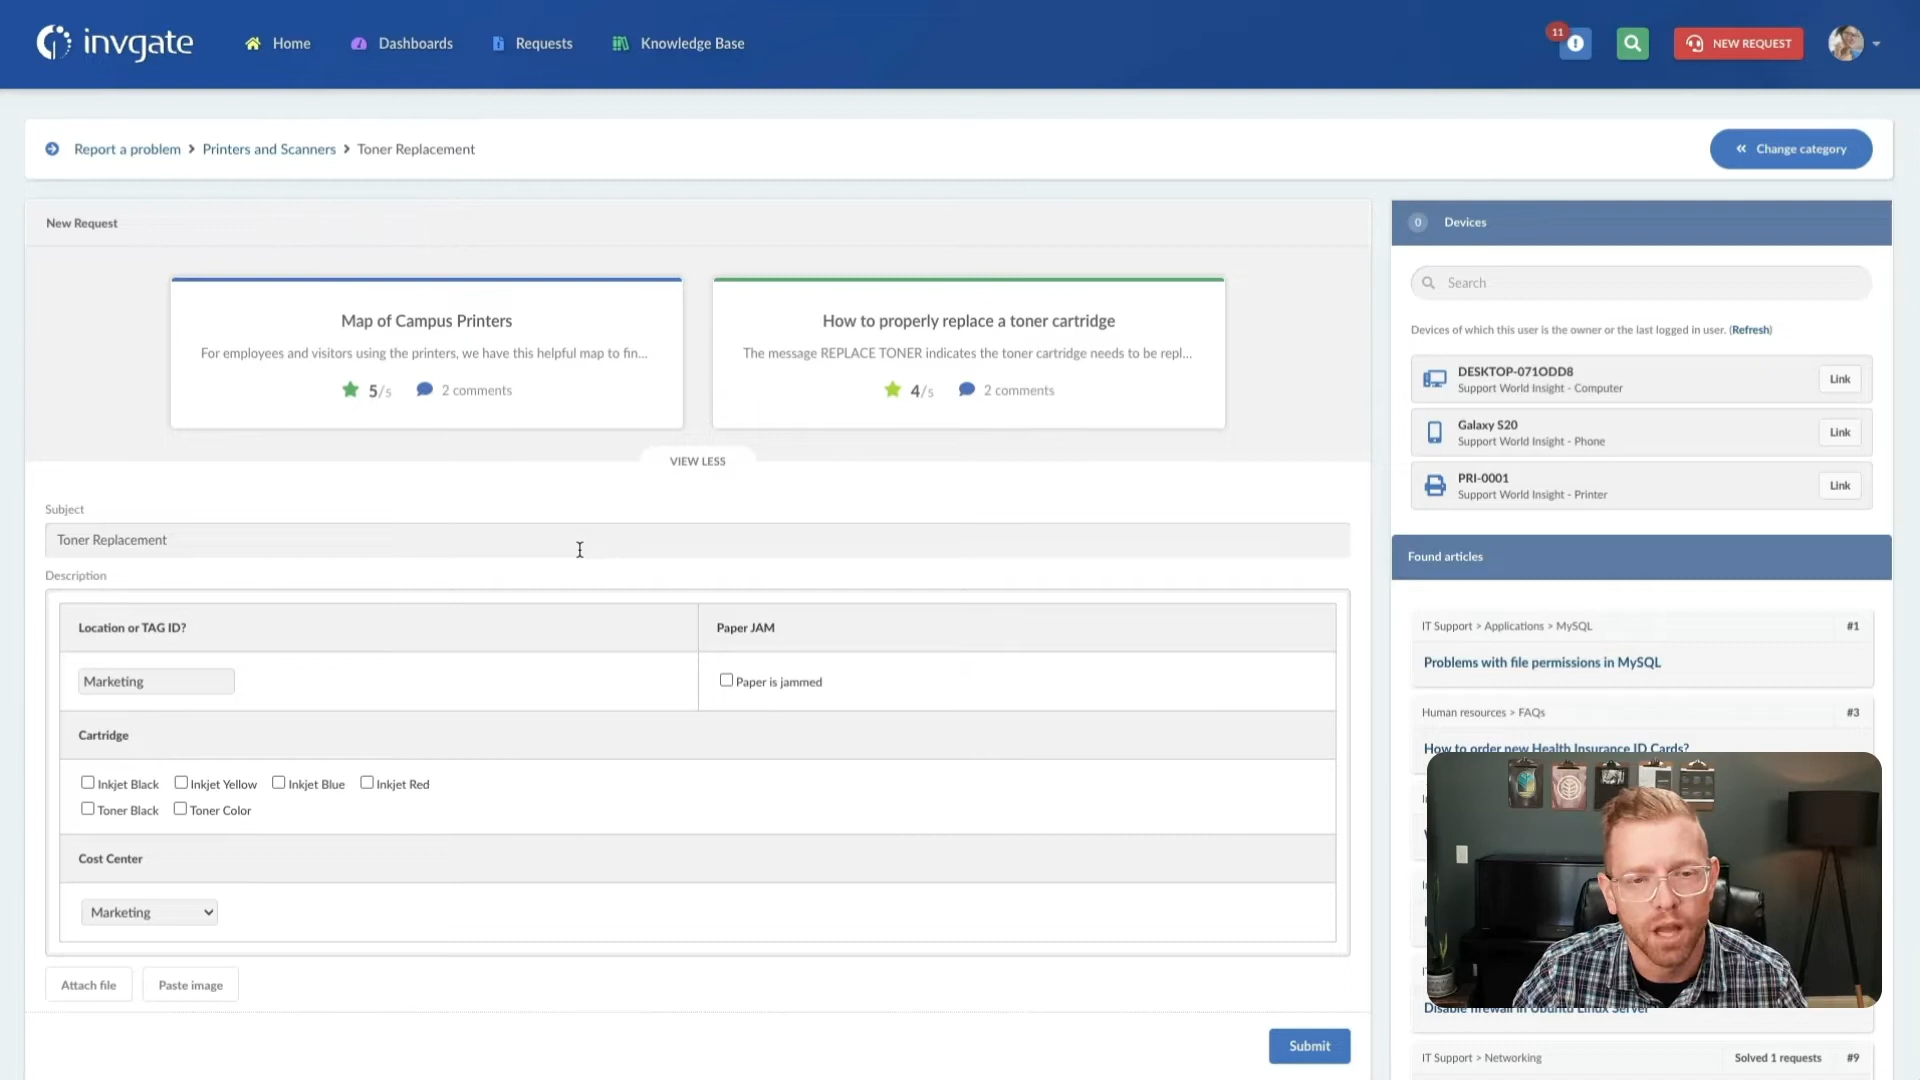 invgate
Home
Dashboards
Requests
Knowledge Base
11
NEW REQUEST
Report a problem > Printers and Scanners > Toner Replacement
« Change category
New Request
Map of Campus Printers
For employees and visitors using the printers, we have this helpful map to fin...
5/5
2 comments
How to properly replace a toner cartridge
The message REPLACE TONER indicates the toner cartridge needs to be repl...
4/5
2 comments
VIEW LESS
Subject
Toner Replacement
Description
Location or TAG ID?
Paper JAM
Marketing
Paper is jammed
Cartridge
Inkjet Black
Inkjet Yellow
Inkjet Blue
Inkjet Red
Toner Black
Toner Color
Cost Center
Marketing
Attach file
Paste image
Submit
0 Devices
Search
Devices of which this user is the owner or the last logged in user. (Refresh)
DESKTOP-071ODD8
Support World Insight - Computer
Link
Galaxy S20
Support World Insight - Phone
Link
PRI-0001
Support World Insight - Printer
Link
Found articles
IT Support > Applications > MySQL #1
Problems with file permissions in MySQL
Human resources > FAQs #3
How to order new Health Insurance ID Cards?
Disable firewall in Ubuntu Linux Server
IT Support > Networking Solved 1 requests #9